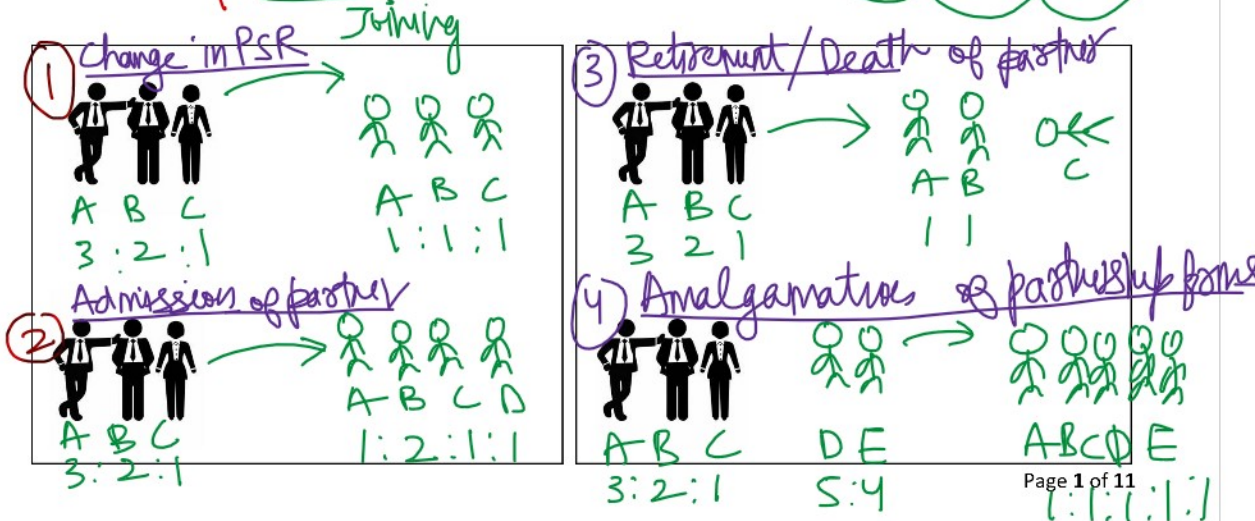 Joining
1 Change in PSR
A B C
3 : 2 : 1
A B C
1 : 1 : 1
2 Admission of partner
A B C
3 : 2 : 1
A B C D
1 : 2 : 1 : 1
3 Retirement / Death of partner
A B C
3 2 1
A B
1 1
C
4 Amalgamation of partnership firms
A B C
3 : 2 : 1
D E
5 : 4
A B C D E
1 : 1 : 1 : 1 : 1
Page 1 of 11